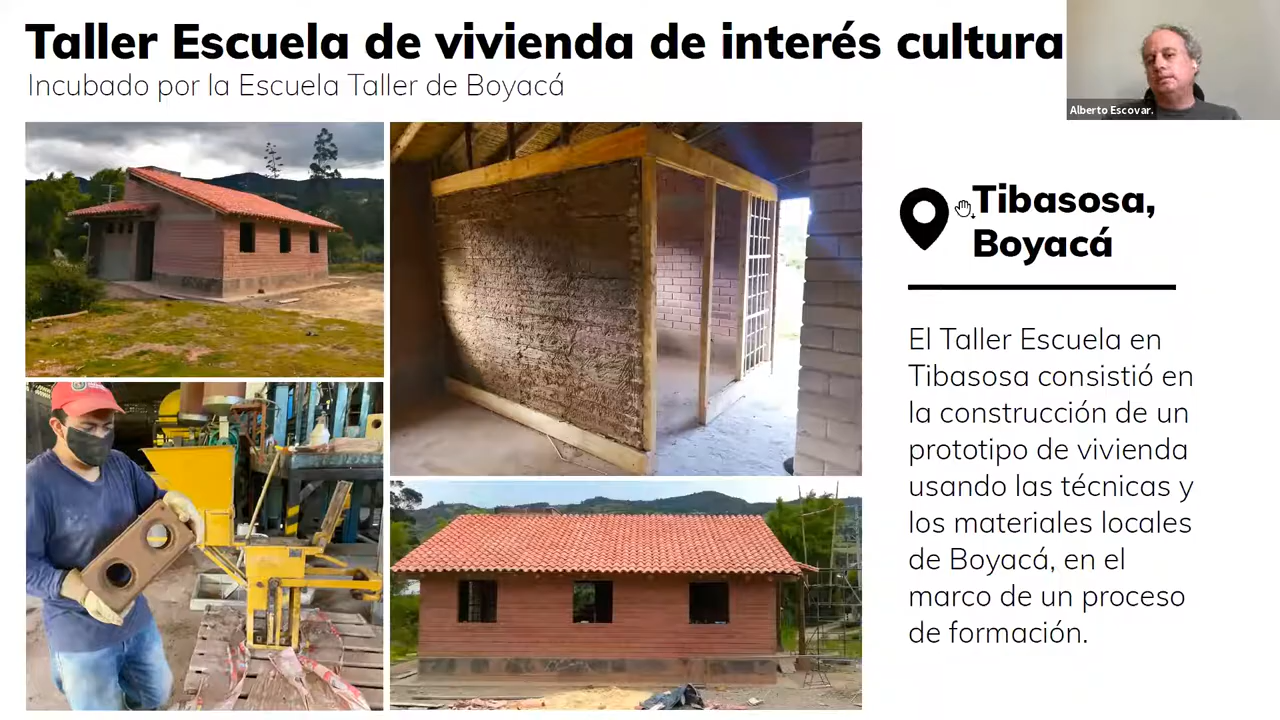 Taller Escuela de vivienda de interés cultura
Incubado por la Escuela Taller de Boyacá
Alberto Escovar.
Tibasosa,
Boyacá
El Taller Escuela en
Tibasosa consistió en
la construcción de un
prototipo de vivienda
usando las técnicas y
los materiales locales
de Boyacá, en el
marco de un proceso
de formación.